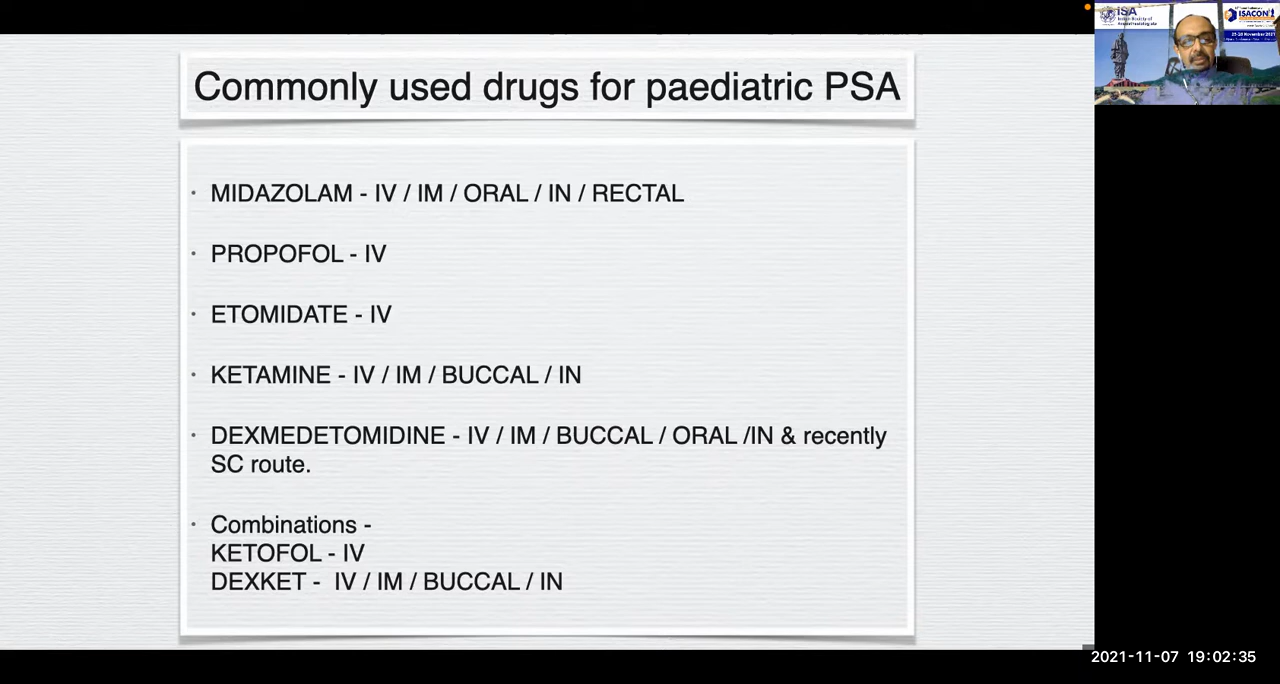 Commonly used drugs for paediatric PSA
• MIDAZOLAM - IV / IM / ORAL / IN / RECTAL
• PROPOFOL - IV
• ETOMIDATE - IV
• KETAMINE - IV / IM / BUCCAL / IN
• DEXMEDETOMIDINE - IV / IM / BUCCAL / ORAL /IN & recently
SC route.
• Combinations -
KETOFOL - IV
DEXKET - IV / IM / BUCCAL / IN
ISA
ISACON
2021-11-07 19:02:35